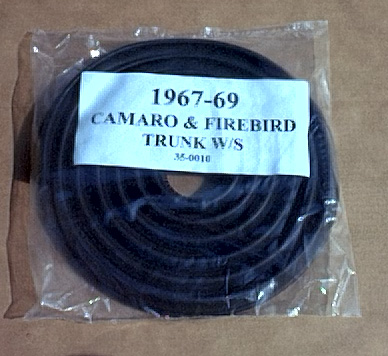 1967-69
CAMARO & FIREBIRD
TRUNK W/S
35-0010